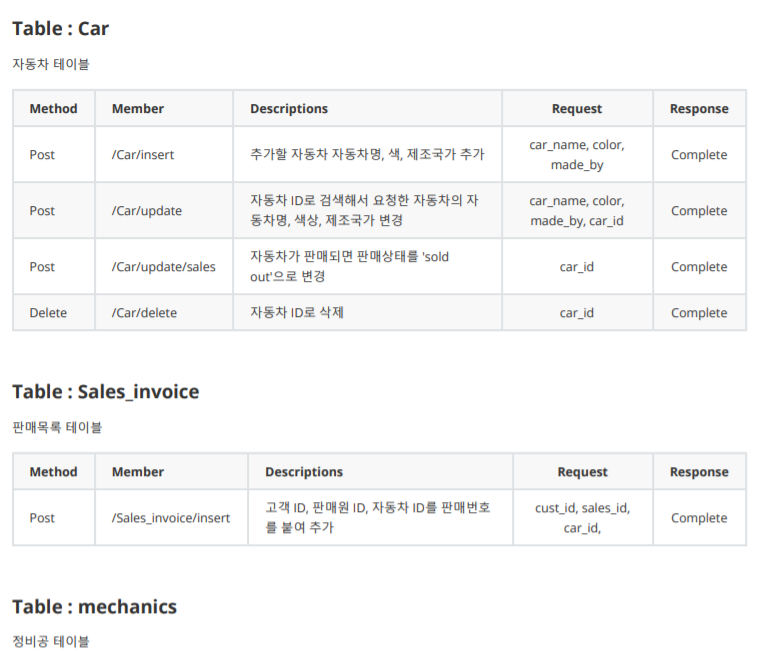 Table : Car
자동차 테이블
Method Member Descriptions Request Response
Post /Car/insert 추가할 자동차 자동차명, 색, 제조국가 추가 car_name, color, made_by Complete
Post /Car/update 자동차 ID로 검색해서 요청한 자동차의 자동차명, 색상, 제조국가 변경 car_name, color, made_by, car_id Complete
Post /Car/update/sales 자동차가 판매되면 판매상태를 'sold out'으로 변경 car_id Complete
Delete /Car/delete 자동차 ID로 삭제 car_id Complete
Table : Sales_invoice
판매목록 테이블
Method Member Descriptions Request Response
Post /Sales_invoice/insert 고객 ID, 판매원 ID, 자동차 ID를 판매번호를 붙여 추가 cust_id, sales_id, car_id, Complete
Table : mechanics
정비공 테이블